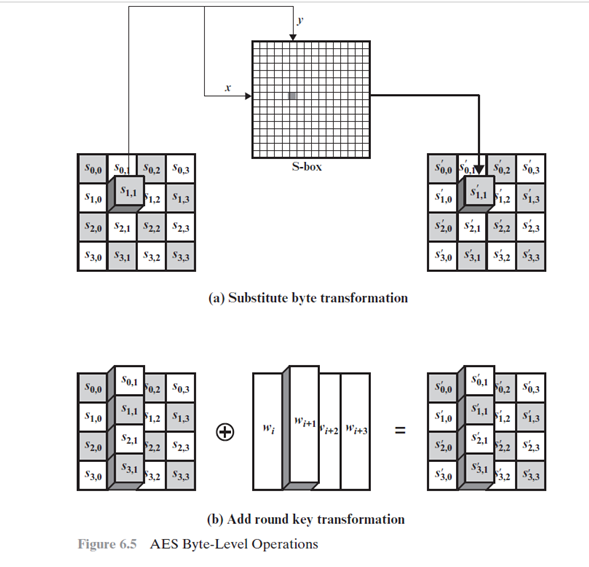 y
x
S-box
s0,0 s0,1 s0,2 s0,3
s1,0 s1,1 s1,2 s1,3
s2,0 s2,1 s2,2 s2,3
s3,0 s3,1 s3,2 s3,3
s′0,0 s′0,1 s′0,2 s′0,3
s′1,0 s′1,1 s′1,2 s′1,3
s′2,0 s′2,1 s′2,2 s′2,3
s′3,0 s′3,1 s′3,2 s′3,3
(a) Substitute byte transformation
s0,0 s0,1 s0,2 s0,3
s1,0 s1,1 s1,2 s1,3
s2,0 s2,1 s2,2 s2,3
s3,0 s3,1 s3,2 s3,3
⊕
wi wi+1 wi+2 wi+3
=
s′0,0 s′0,1 s′0,2 s′0,3
s′1,0 s′1,1 s′1,2 s′1,3
s′2,0 s′2,1 s′2,2 s′2,3
s′3,0 s′3,1 s′3,2 s′3,3
(b) Add round key transformation
Figure 6.5 AES Byte-Level Operations